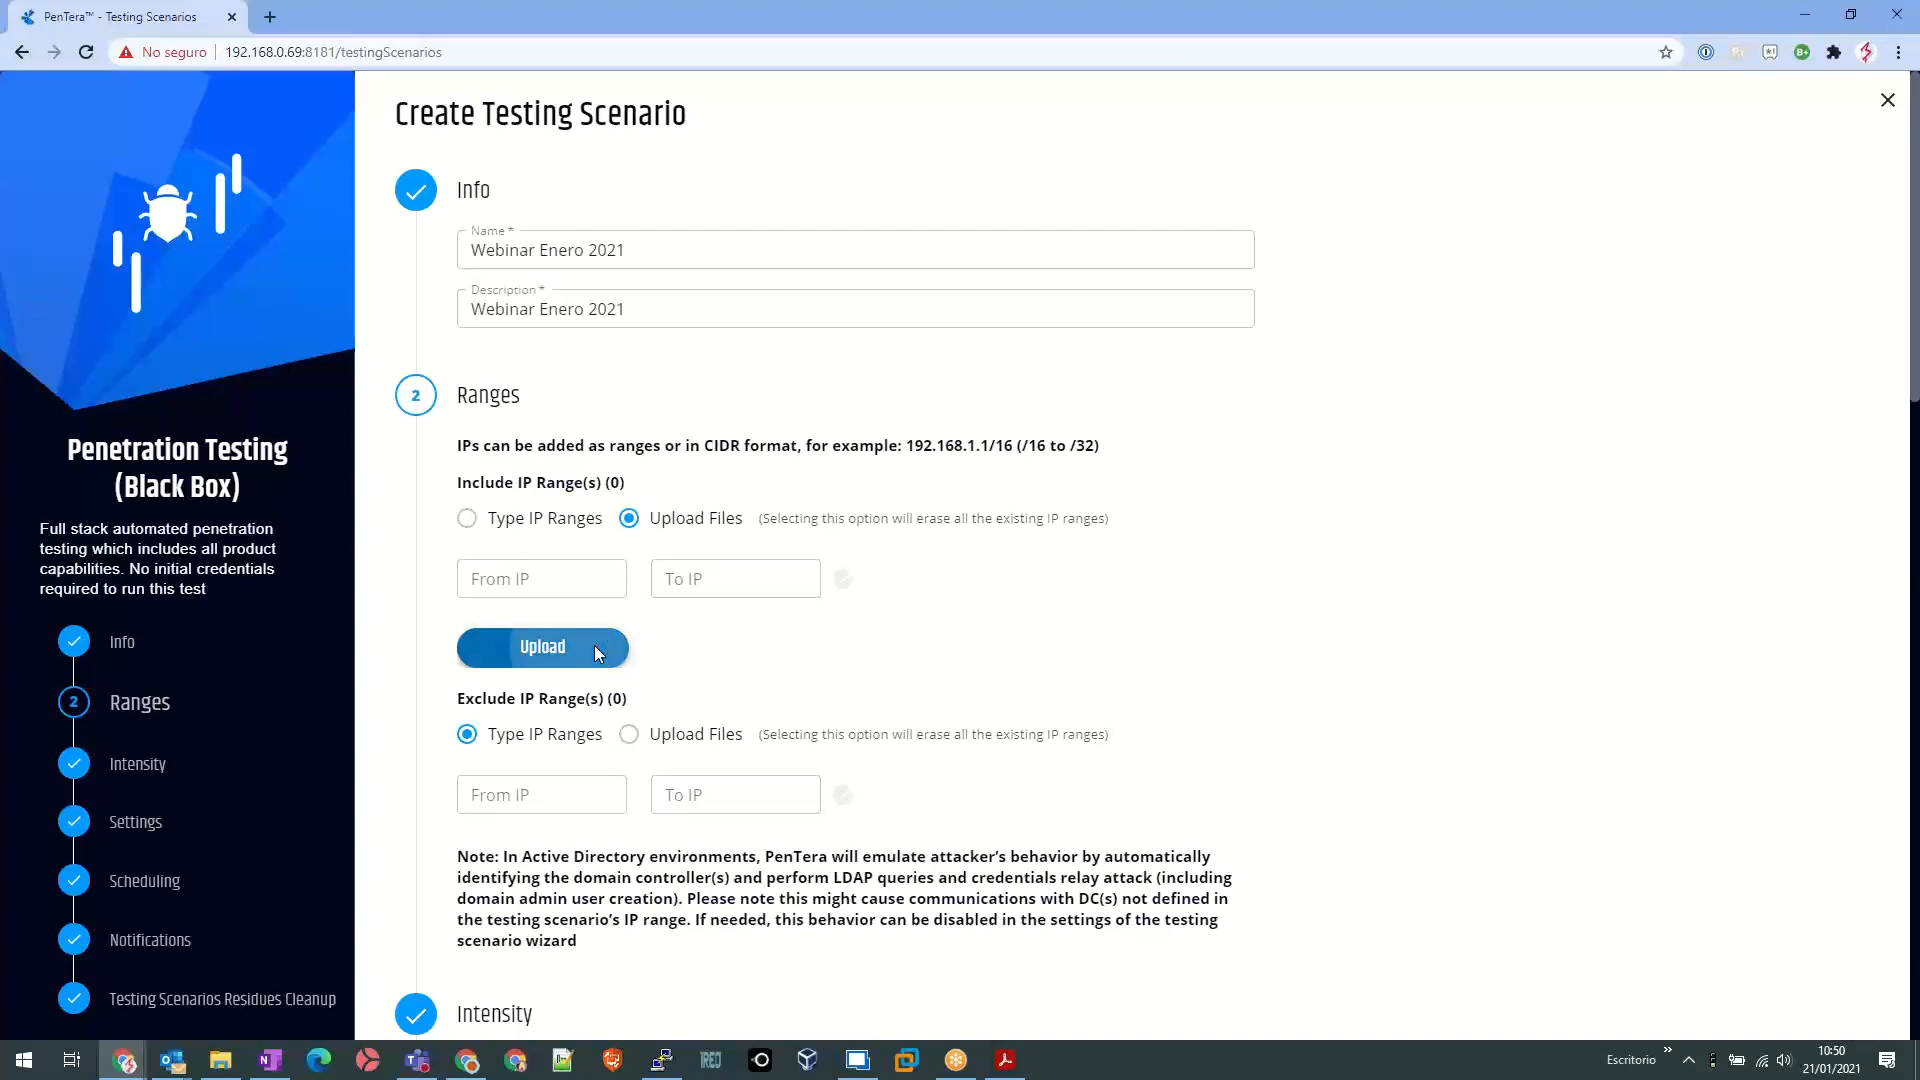 PenTera™ - Testing Scenarios
No seguro
192.168.0.69:8181/testingScenarios
Create Testing Scenario
Info
Name *
Webinar Enero 2021
Description *
Webinar Enero 2021
2
Ranges
IPs can be added as ranges or in CIDR format, for example: 192.168.1.1/16 (/16 to /32)
Include IP Range(s) (0)
Type IP Ranges
Upload Files
(Selecting this option will erase all the existing IP ranges)
From IP
To IP
Upload
Exclude IP Range(s) (0)
Type IP Ranges
Upload Files
(Selecting this option will erase all the existing IP ranges)
From IP
To IP
Note: In Active Directory environments, PenTera will emulate attacker's behavior by automatically
identifying the domain controller(s) and perform LDAP queries and credentials relay attack (including
domain admin user creation). Please note this might cause communications with DC(s) not defined in
the testing scenario's IP range. If needed, this behavior can be disabled in the settings of the testing
scenario wizard
Intensity
Penetration Testing
(Black Box)
Full stack automated penetration
testing which includes all product
capabilities. No initial credentials
required to run this test
Info
2
Ranges
Intensity
Settings
Scheduling
Notifications
Testing Scenarios Residues Cleanup
IREO
Escritorio
10:50
21/01/2021